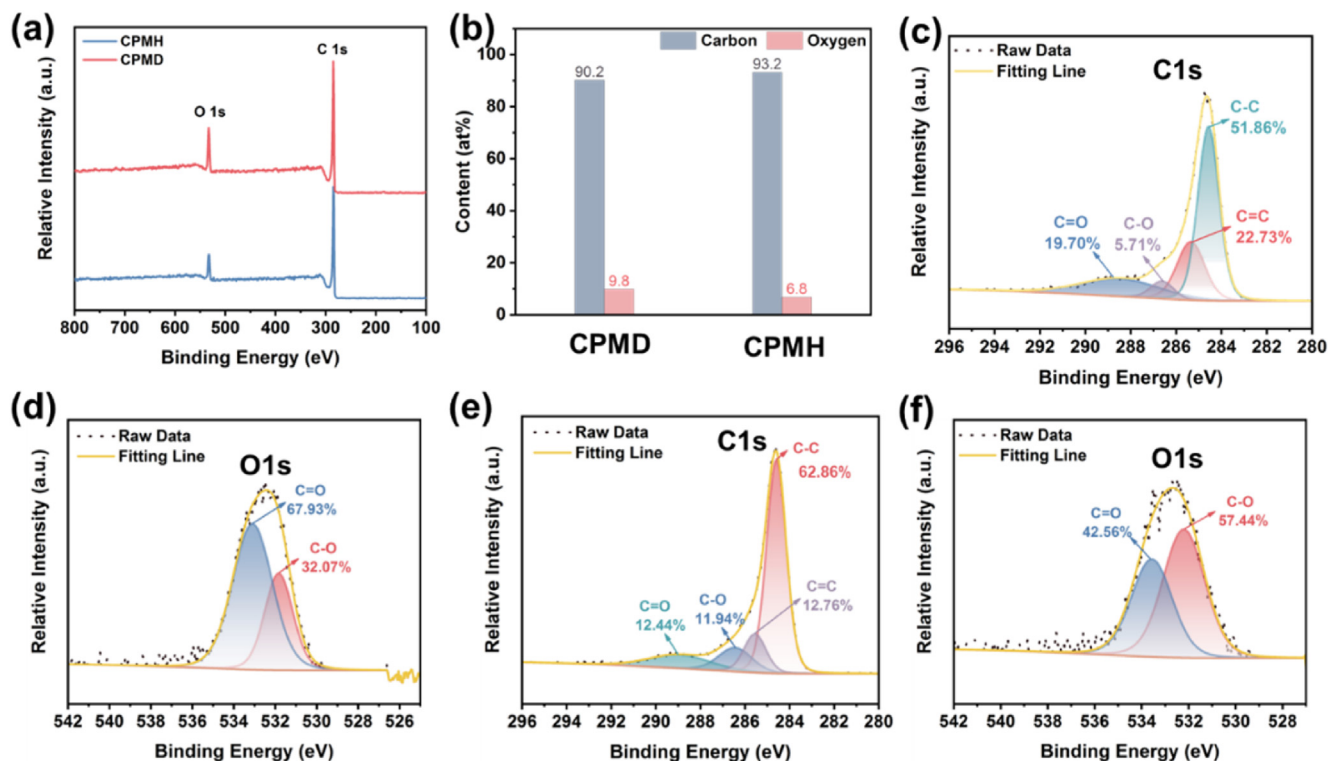 (a)
CPMH
CPMD
C 1s
O 1s
Relative Intensity (a.u.)
800 700 600 500 400 300 200 100
Binding Energy (eV)
(b)
Carbon Oxygen
100
80
60
40
20
0
90.2
9.8
93.2
6.8
Content (at%)
CPMD CPMH
(c)
Raw Data
Fitting Line
C1s
C-C
51.86%
C=O
19.70%
C-O
5.71%
C=C
22.73%
Relative Intensity (a.u.)
296 294 292 290 288 286 284 282 280
Binding Energy (eV)
(d)
Raw Data
Fitting Line
O1s
C=O
67.93%
C-O
32.07%
Relative Intensity (a.u.)
542 540 538 535 533 530 528 525
Binding Energy (eV)
(e)
Raw Data
Fitting Line
C1s
C-C
62.86%
C=O
12.44%
C-O
11.94%
C=C
12.76%
Relative Intensity (a.u.)
296 294 292 290 288 286 284 282 280
Binding Energy (eV)
(f)
Raw Data
Fitting Line
O1s
C=O
42.56%
C-O
57.44%
Relative Intensity (a.u.)
542 540 538 536 534 532 530 528
Binding Energy (eV)